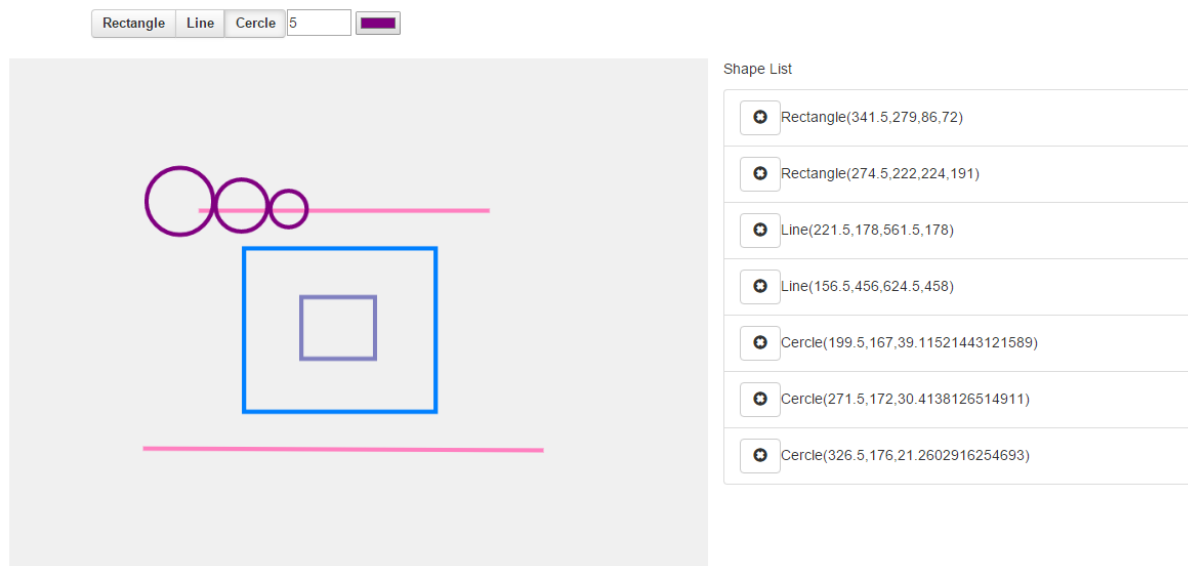 Rectangle Line Cercle 5
Shape List
Rectangle(341.5,279,86,72)
Rectangle(274.5,222,224,191)
Line(221.5,178,561.5,178)
Line(156.5,456,624.5,458)
Cercle(199.5,167,39.11521443121589)
Cercle(271.5,172,30.4138126514911)
Cercle(326.5,176,21.2602916254693)